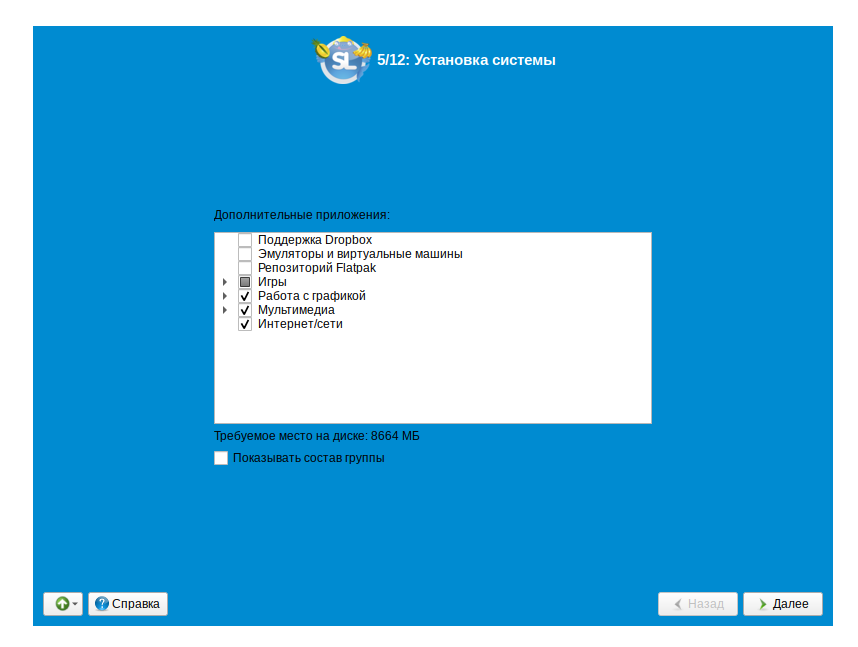 SL
5/12: Установка системы
Дополнительные приложения:
Поддержка Dropbox
Эмуляторы и виртуальные машины
Репозиторий Flatpak
Игры
Работа с графикой
Мультимедиа
Интернет/сети
Требуемое место на диске: 8664 МБ
Показывать состав группы
Справка
Назад
Далее